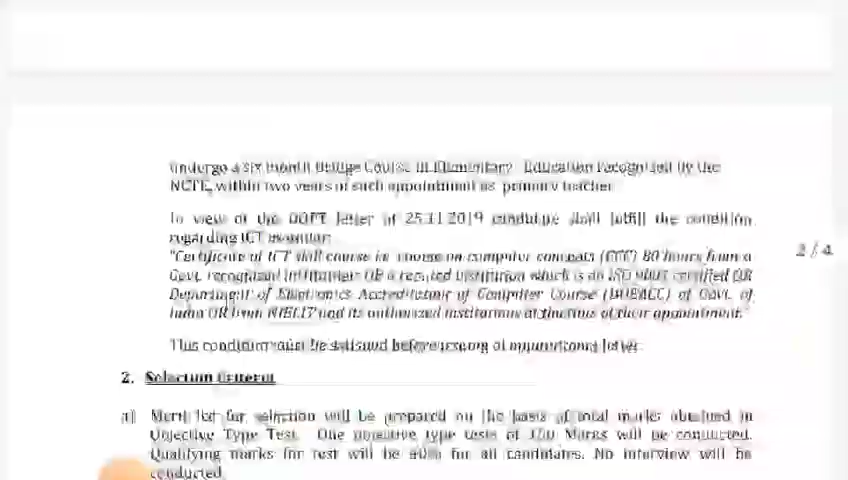 undergo a six month Bridge Course in Elementary Education recognized by the
NCTE, within two years of such appointment as primary teacher
In view of the letter of 25.11.2019 candidate shall fulfill the condition
regarding ICT
"Certificate of ICT skill course i.e. course on computer concepts (CCC) 80 hours from a
Govt. recognized institution OR a reputed institution which is an ISO 9001 certified OR
Department of Electronics Accreditation of Computer Course (DOEACC) of Govt. of
India OR from NIELIT and its authorized institutions at the time of their appointment."
This condition must be satisfied before issuing of appointment letter.
2 / 4
2. Selection Criteria
a) Merit list for selection will be prepared on the basis of total marks obtained in
Objective Type Test. One objective type tests of Marks will be conducted.
Qualifying marks for test will be 40% for all candidates. No interview will be
conducted.